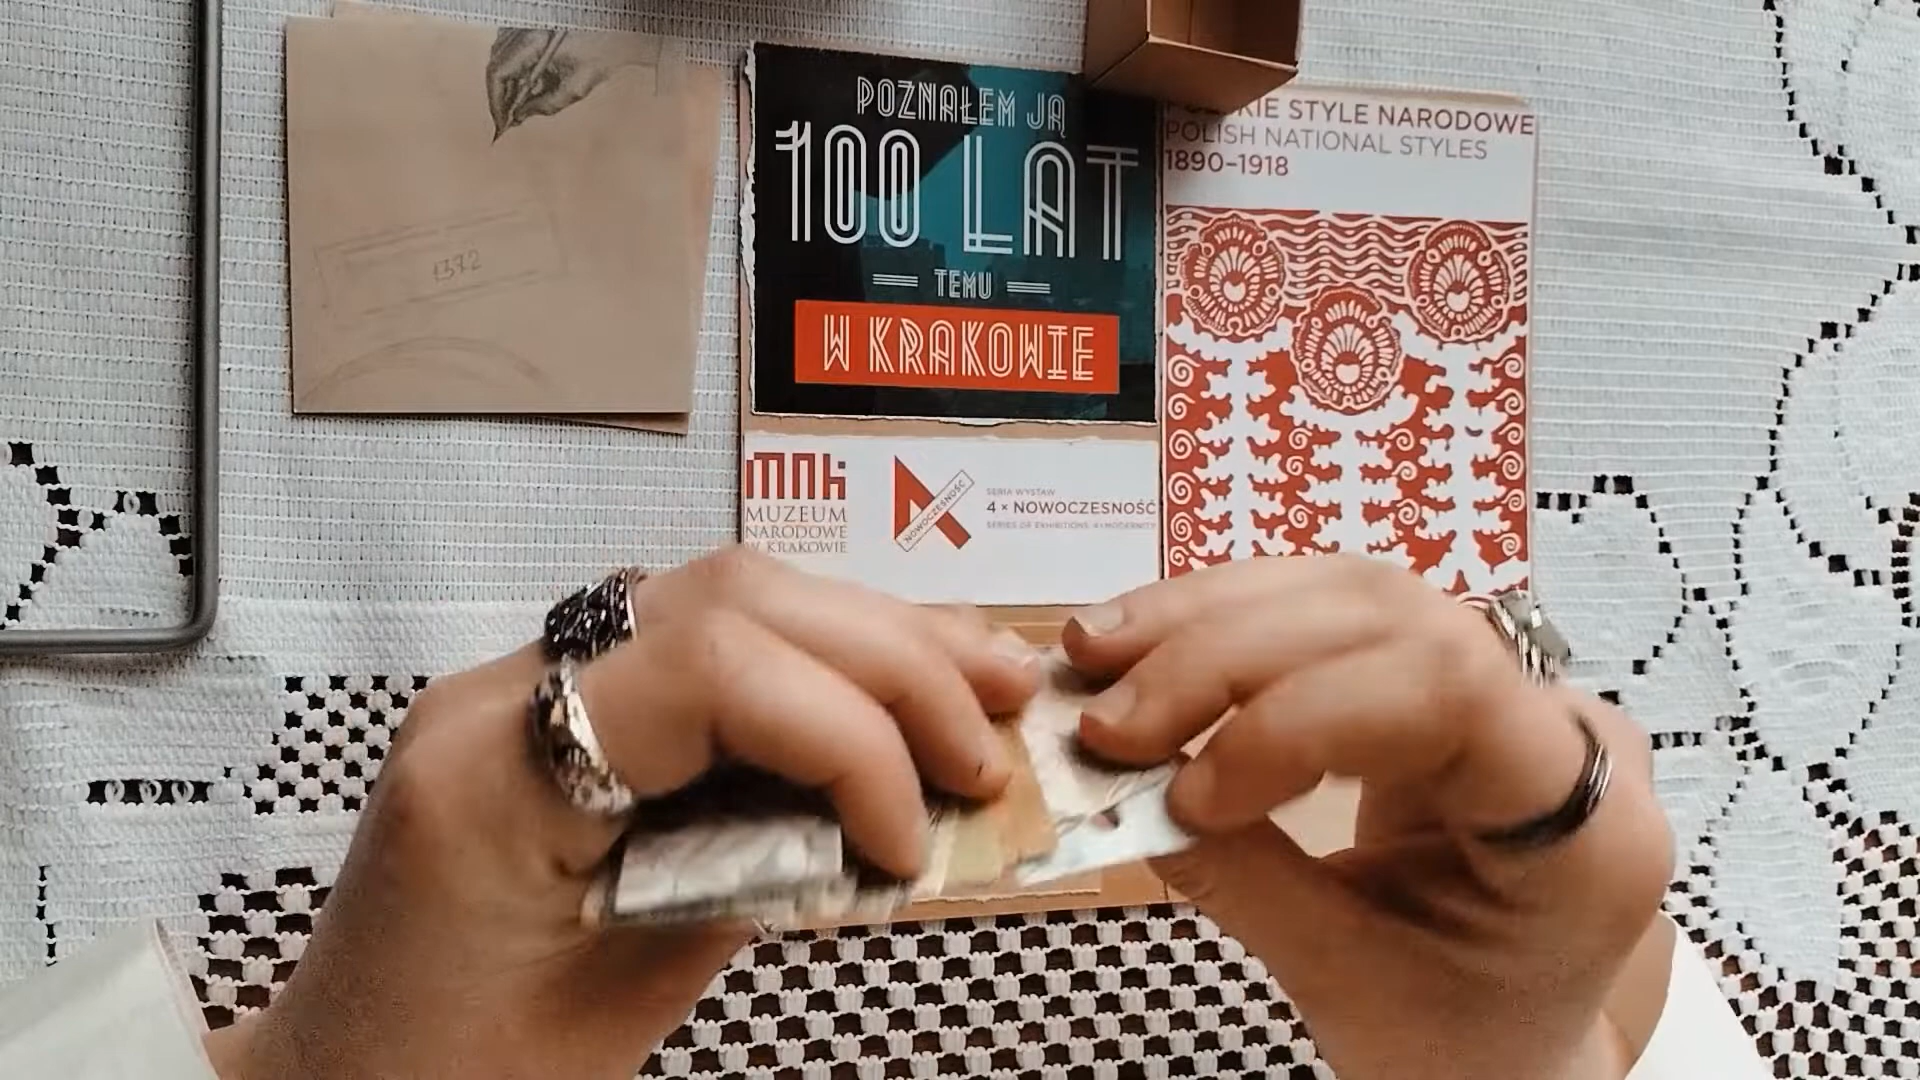 1372
POZNAŁEM JĄ
100 LAT
TEMU
W KRAKOWIE
mnk
MUZEUM
NARODOWE
W KRAKOWIE
4
NOWOCZESNOŚĆ
SERIA WYSTAW
4 × NOWOCZESNOŚĆ
SERIES OF EXHIBITIONS 4×MODERNITY
STYLE NARODOWE
POLISH NATIONAL STYLES
1890–1918